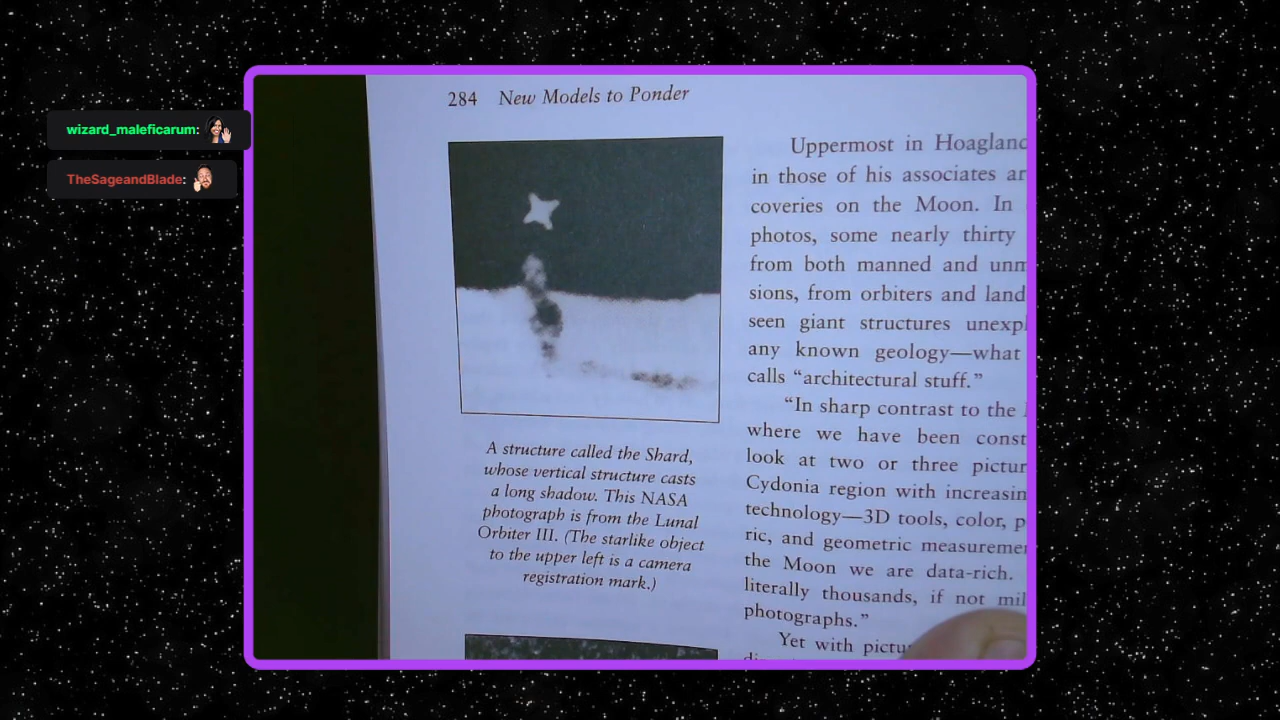 wizard_maleficarum:
TheSageandBlade:
284 New Models to Ponder
A structure called the Shard,
whose vertical structure casts
a long shadow. This NASA
photograph is from the Lunal
Orbiter III. (The starlike object
to the upper left is a camera
registration mark.)
Uppermost in Hoagland
in those of his associates ar
coveries on the Moon. In
photos, some nearly thirty
from both manned and unm
sions, from orbiters and land
seen giant structures unexpl
any known geology—what
calls “architectural stuff.”
“In sharp contrast to the
where we have been const
look at two or three pictur
Cydonia region with increasin
technology—3D tools, color, p
ric, and geometric measuremen
the Moon we are data-rich.
literally thousands, if not mil
photographs.”
Yet with pictu